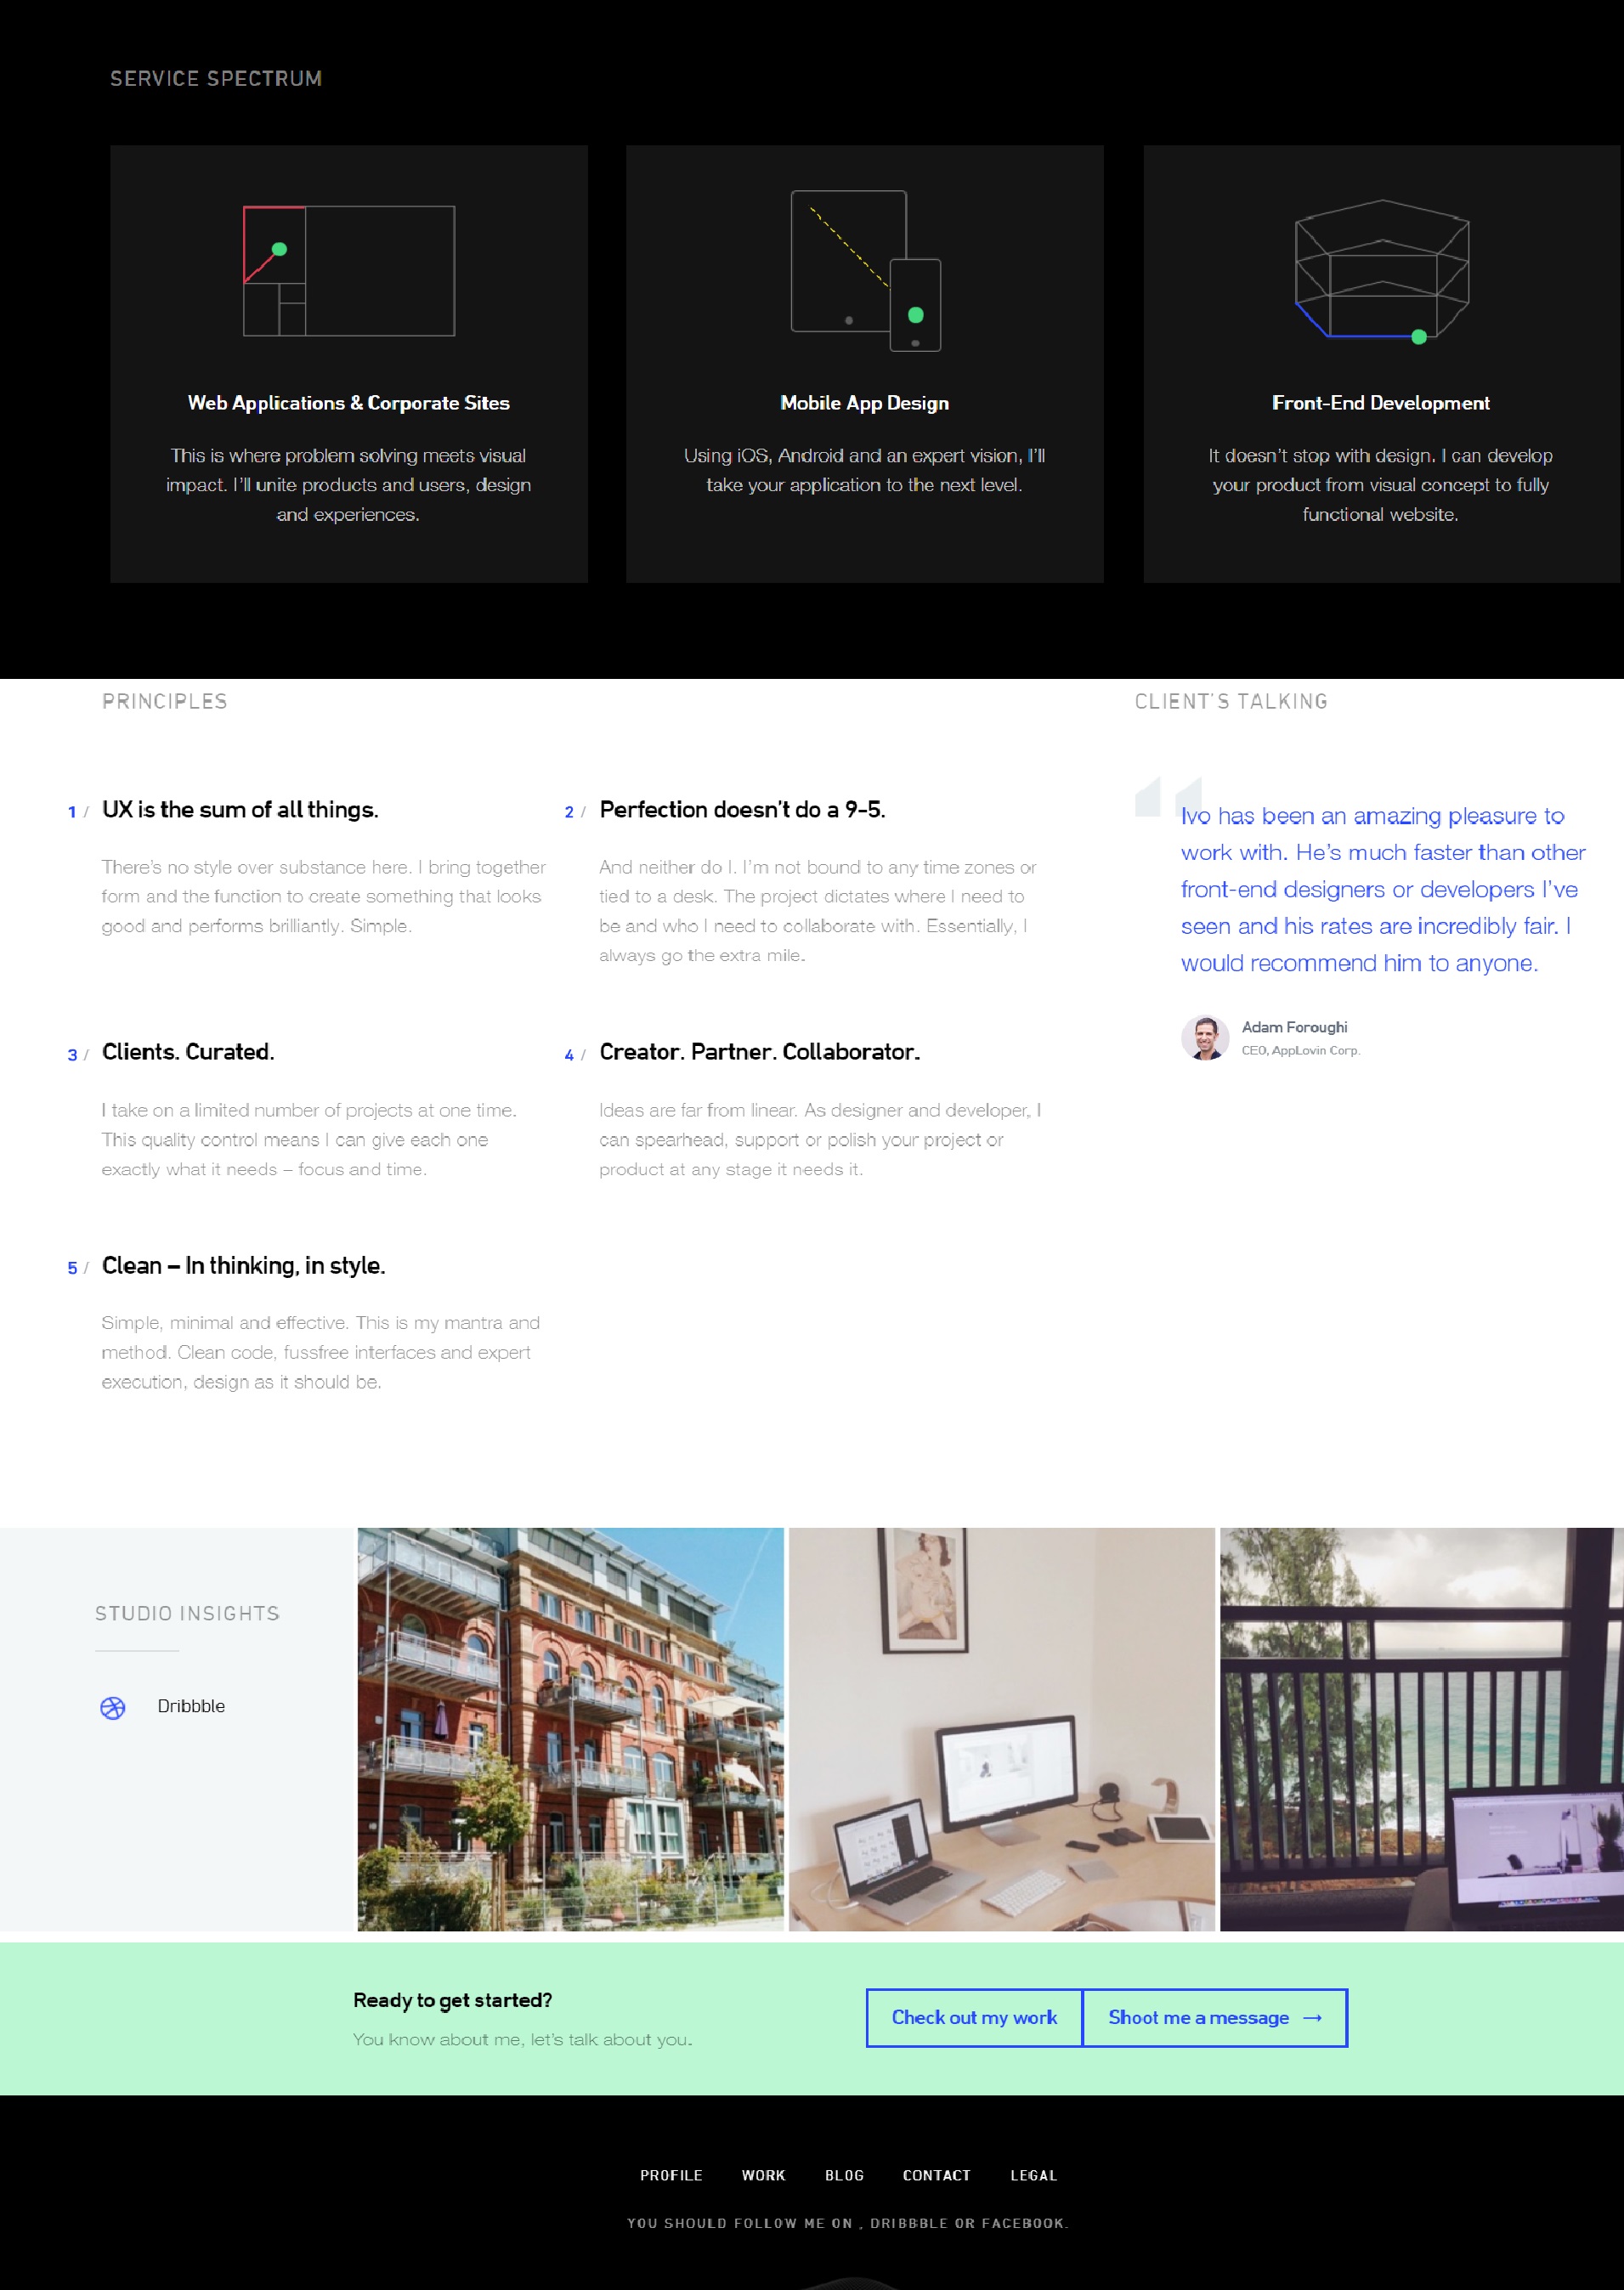 SERVICE SPECTRUM
Web Applications & Corporate Sites
This is where problem solving meets visual
impact. I'll unite products and users, design
and experiences.
Mobile App Design
Using iOS, Android and an expert vision, I'll
take your application to the next level.
Front-End Development
It doesn't stop with design. I can develop
your product from visual concept to fully
functional website.
PRINCIPLES
1 / UX is the sum of all things.
There's no style over substance here. I bring together
form and the function to create something that looks
good and performs brilliantly. Simple.
2 / Perfection doesn't do a 9-5.
And neither do I. I'm not bound to any time zones or
tied to a desk. The project dictates where I need to
be and who I need to collaborate with. Essentially, I
always go the extra mile.
3 / Clients. Curated.
I take on a limited number of projects at one time.
This quality control means I can give each one
exactly what it needs – focus and time.
4 / Creator. Partner. Collaborator.
Ideas are far from linear. As designer and developer, I
can spearhead, support or polish your project or
product at any stage it needs it.
5 / Clean – In thinking, in style.
Simple, minimal and effective. This is my mantra and
method. Clean code, fussfree interfaces and expert
execution, design as it should be.
CLIENT'S TALKING
Ivo has been an amazing pleasure to
work with. He's much faster than other
front-end designers or developers I've
seen and his rates are incredibly fair. I
would recommend him to anyone.
Adam Foroughi
CEO, AppLovin Corp.
STUDIO INSIGHTS
Dribbble
Ready to get started?
You know about me, let's talk about you.
Check out my work
Shoot me a message →
PROFILE WORK BLOG CONTACT LEGAL
YOU SHOULD FOLLOW ME ON , DRIBBBLE OR FACEBOOK.